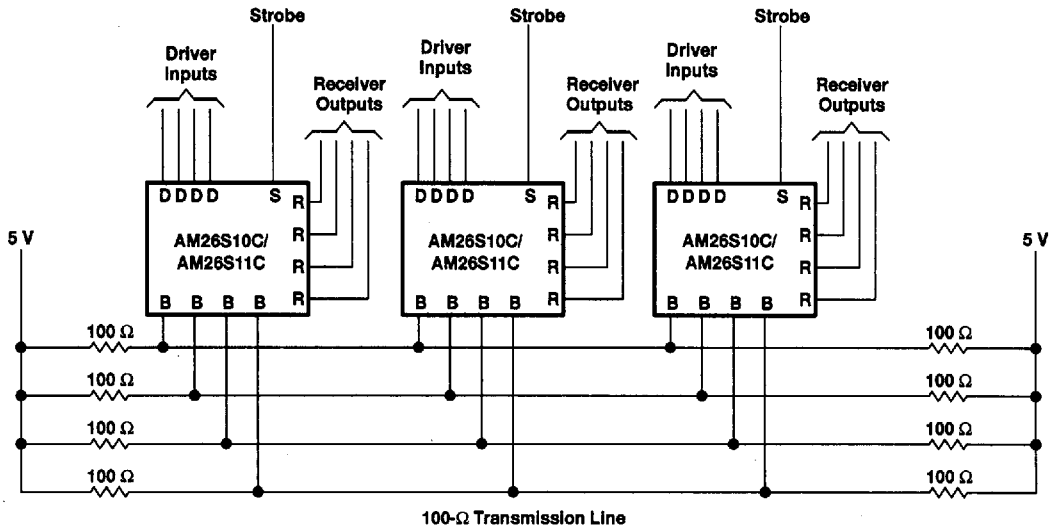 Strobe
Strobe
Strobe
Driver
Inputs
Driver
Inputs
Driver
Inputs
Receiver
Outputs
Receiver
Outputs
Receiver
Outputs
D D D D S R
D D D D S R
D D D D S R
AM26S10C/
AM26S11C
AM26S10C/
AM26S11C
AM26S10C/
AM26S11C
R
R
R
R
R
R
5 V
5 V
B B B B R
B B B B R
B B B B R
100 Ω
100 Ω
100 Ω
100 Ω
100 Ω
100 Ω
100 Ω
100 Ω
100-Ω Transmission Line